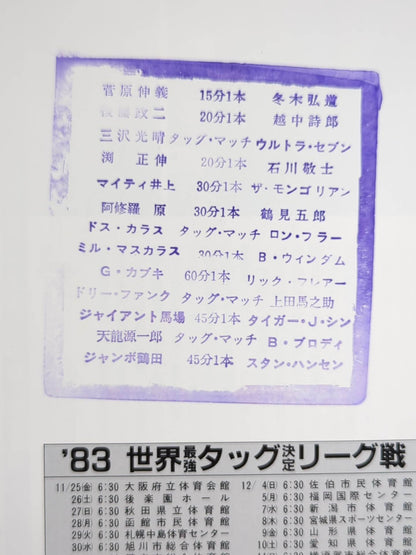 菅原伸義 15分1本 冬木弘道
後藤政二 20分1本 越中詩郎
三沢光晴 タッグ・マッチ ウルトラ・セブン
渕 正伸 20分1本 石川敬士
マイティ井上 30分1本 ザ・モンゴリアン
阿修羅 原 30分1本 鶴見五郎
ドス・カラス タッグ・マッチ ロン・フラー
ミル・マスカラス 30分1本 B・ウィンダム
G・カブキ 60分1本 リック・フレアー
ドリー・ファンク タッグ・マッチ 上田馬之助
ジャイアント馬場 45分1本 タイガー・J・シン
天龍源一郎 タッグ・マッチ B・ブロディ
ジャンボ鶴田 45分1本 スタン・ハンセン
'83 世界最強タッグ決定リーグ戦
11/25㊎ 6:30 大阪府立体育会館 12/ 4㊐ 6:30 佐伯市民体育館
26㊏ 6:30 後楽園ホール 5㊊ 6:30 福岡国際センター
27㊐ 6:30 秋田県立体育館 7㊌ 6:30 新潟市体育館
28㊊ 6:30 函館市民体育館 8㊍ 6:30 宮城県スポーツセンター
29㊋ 6:30 札幌中島体育センター 9㊎ 6:30 山形県体育館
30㊌ 6:30 旭川市総合体育館 10㊏ 6:30 愛知県体育館